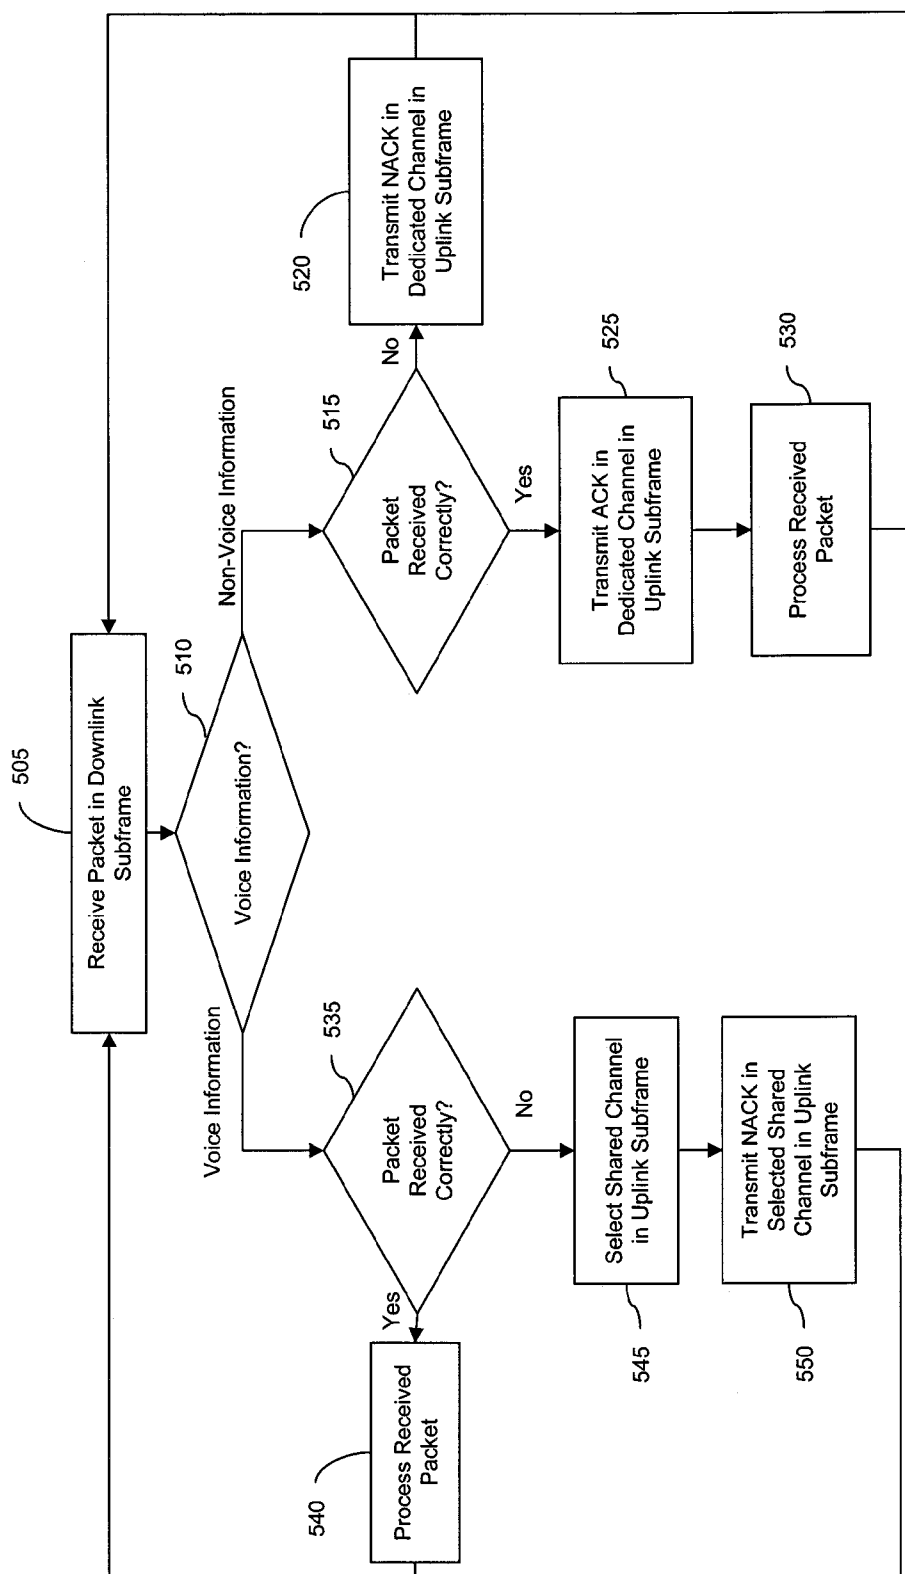 505
Receive Packet in Downlink
Subframe
510
Voice Information?
Voice Information
Non-Voice Information
535
Packet
Received
Correctly?
Yes
No
540
Process Received
Packet
Select Shared Channel
in Uplink Subframe
545
Transmit NACK in
Selected Shared
Channel in Uplink
Subframe
550
515
Packet
Received
Correctly?
No
Yes
520
Transmit NACK in
Dedicated Channel in
Uplink Subframe
525
Transmit ACK in
Dedicated Channel in
Uplink Subframe
530
Process Received
Packet